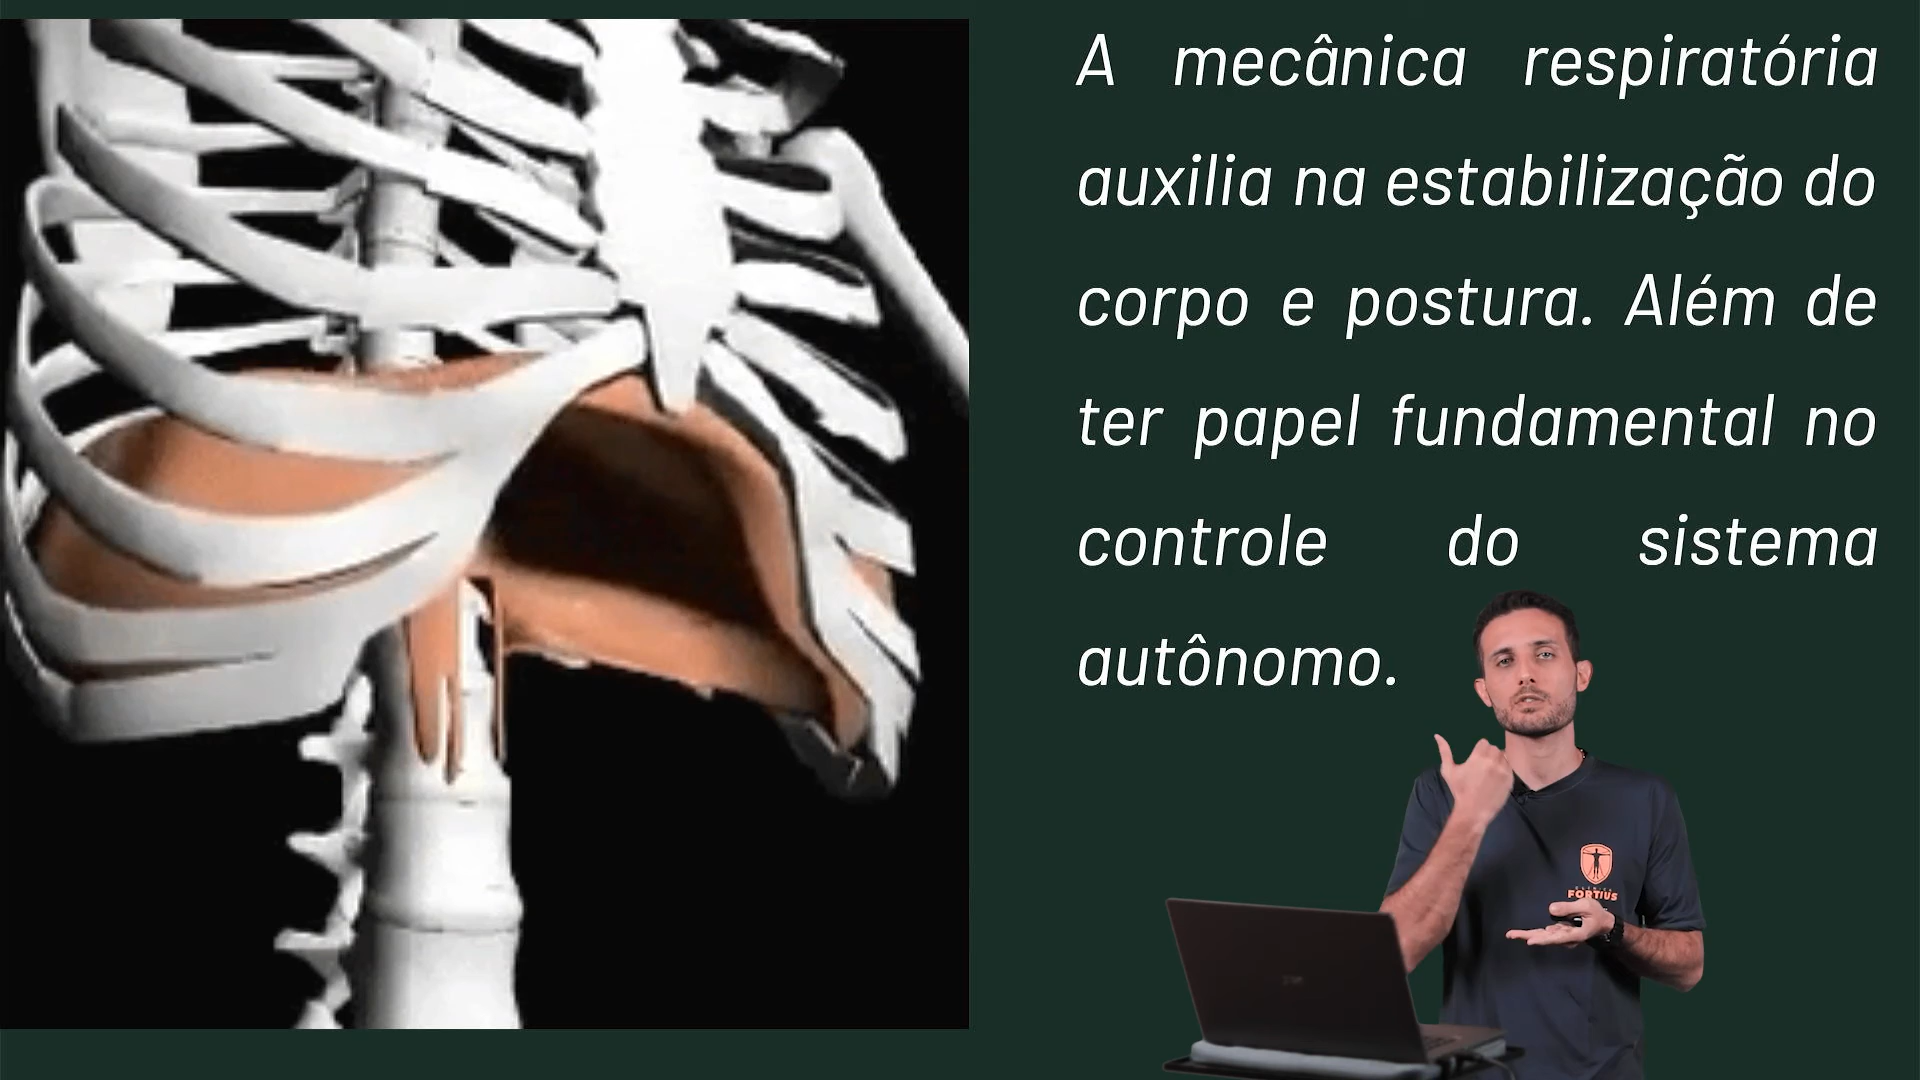 A mecânica respiratória
auxilia na estabilização do
corpo e postura. Além de
ter papel fundamental no
controle do sistema
autônomo.
FORTIUS